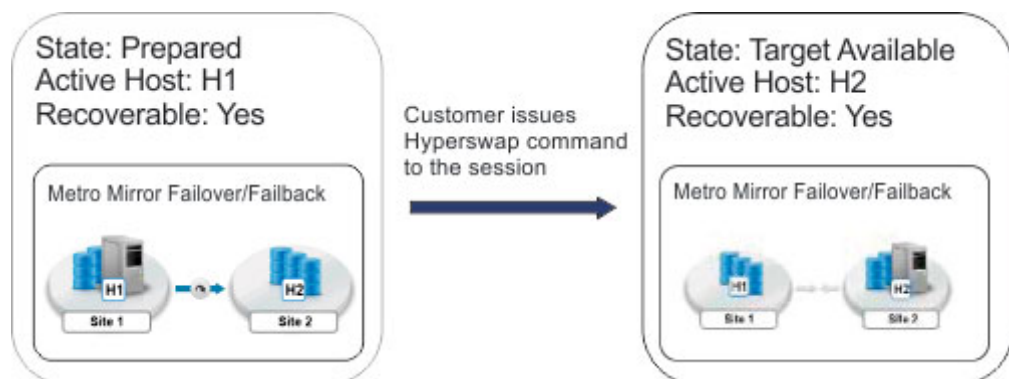 State: Prepared
Active Host: H1
Recoverable: Yes
Metro Mirror Failover/Failback
H1
H2
Site 1
Site 2
Customer issues
Hyperswap command
to the session
State: Target Available
Active Host: H2
Recoverable: Yes
Metro Mirror Failover/Failback
H1
H2
Site 1
Site 2